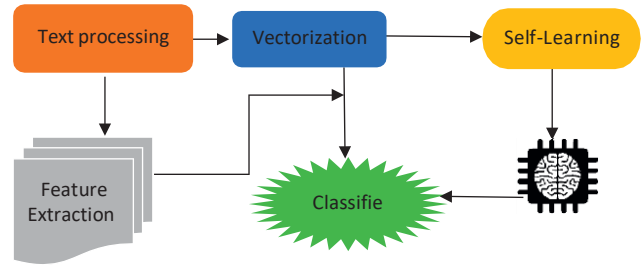 Text processing
Vectorization
Self-Learning
Feature
Extraction
Classifie